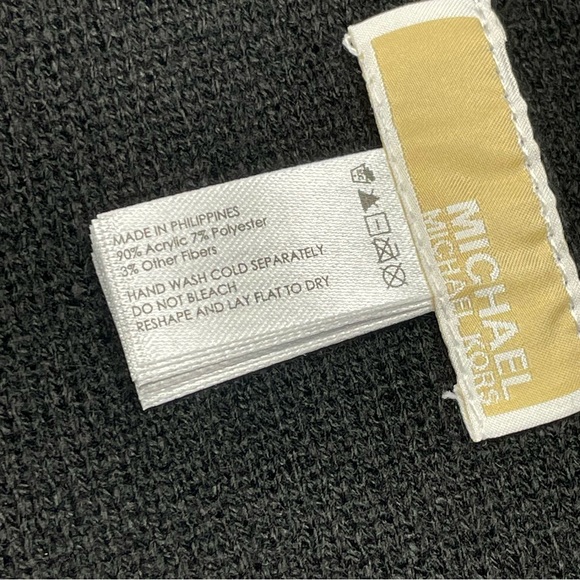 MADE IN PHILIPPINES
90% Acrylic 7% Polyester
3% Other Fibers
HAND WASH COLD SEPARATELY
DO NOT BLEACH
RESHAPE AND LAY FLAT TO DRY
MICHAEL
MICHAEL KORS